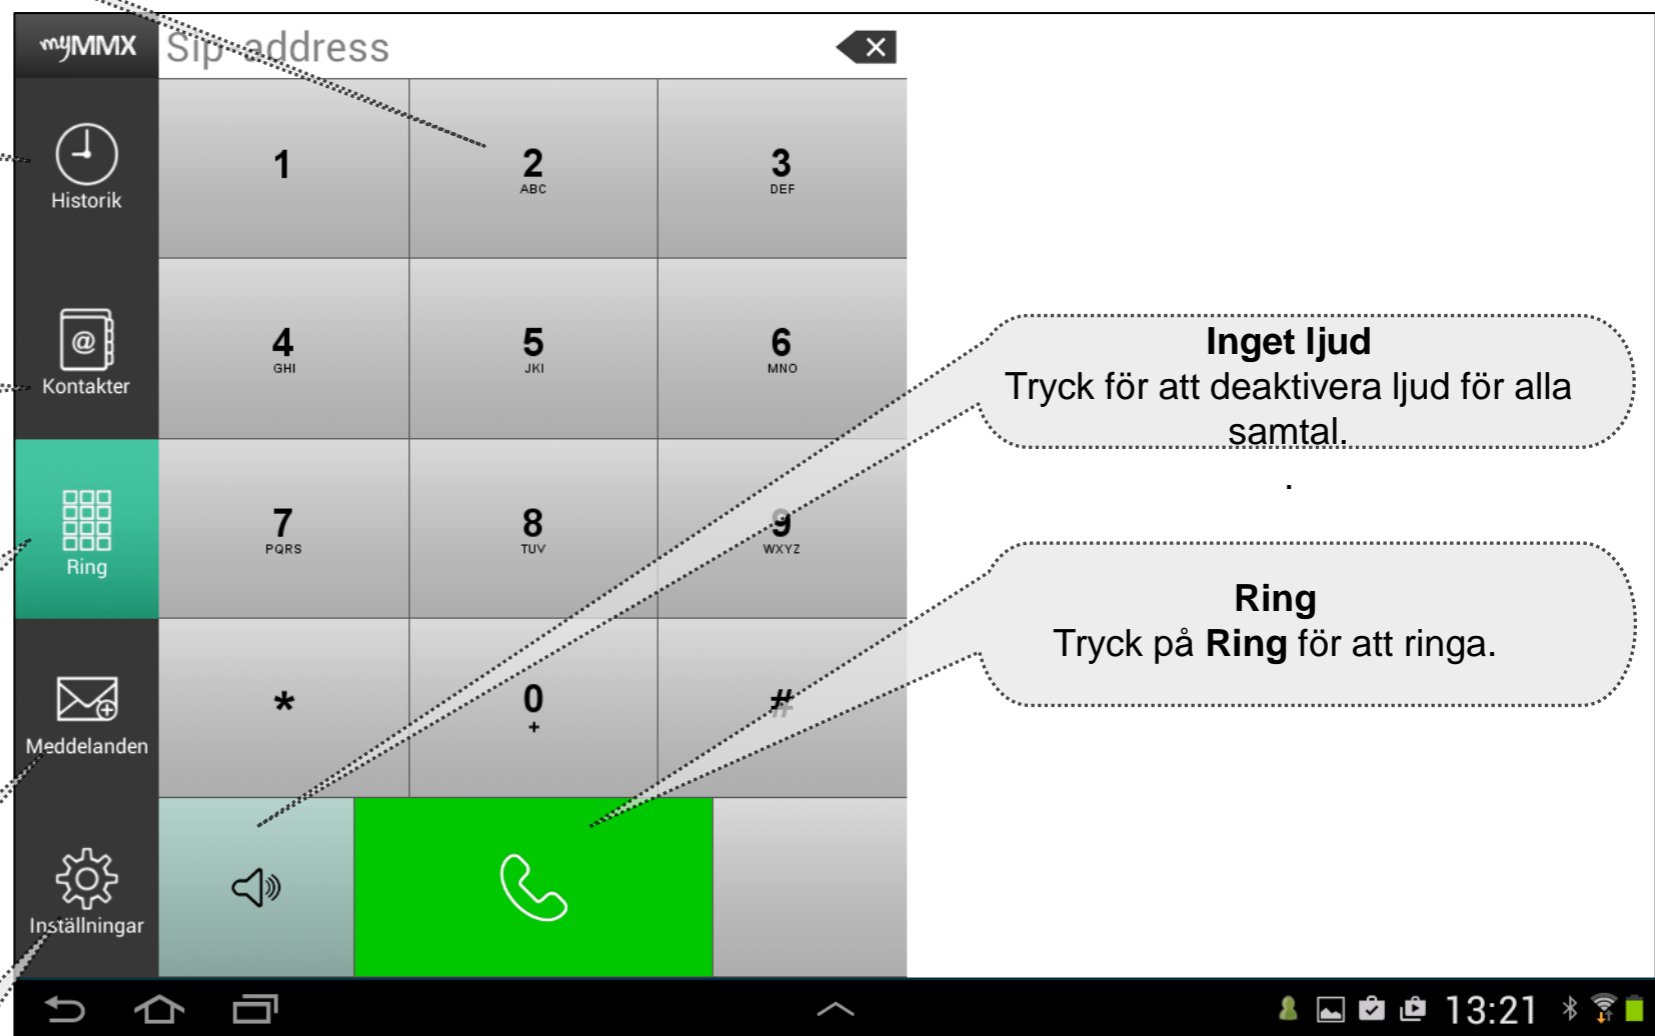 myMMX
Sip-address
Historik
1
2
ABC
3
DEF
Kontakter
4
GHI
5
JKI
6
MNO
Ring
7
PQRS
8
TUV
9
WXYZ
Meddelanden
*
0
+
#
Inställningar
Inget ljud
Tryck för att deaktivera ljud för alla
samtal.
.
Ring
Tryck på Ring för att ringa.
13:21